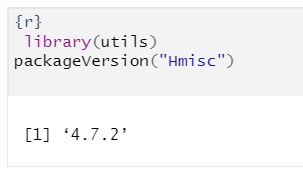 {r}
library(utils)
packageVersion("Hmisc")
[1] ‘4.7.2’